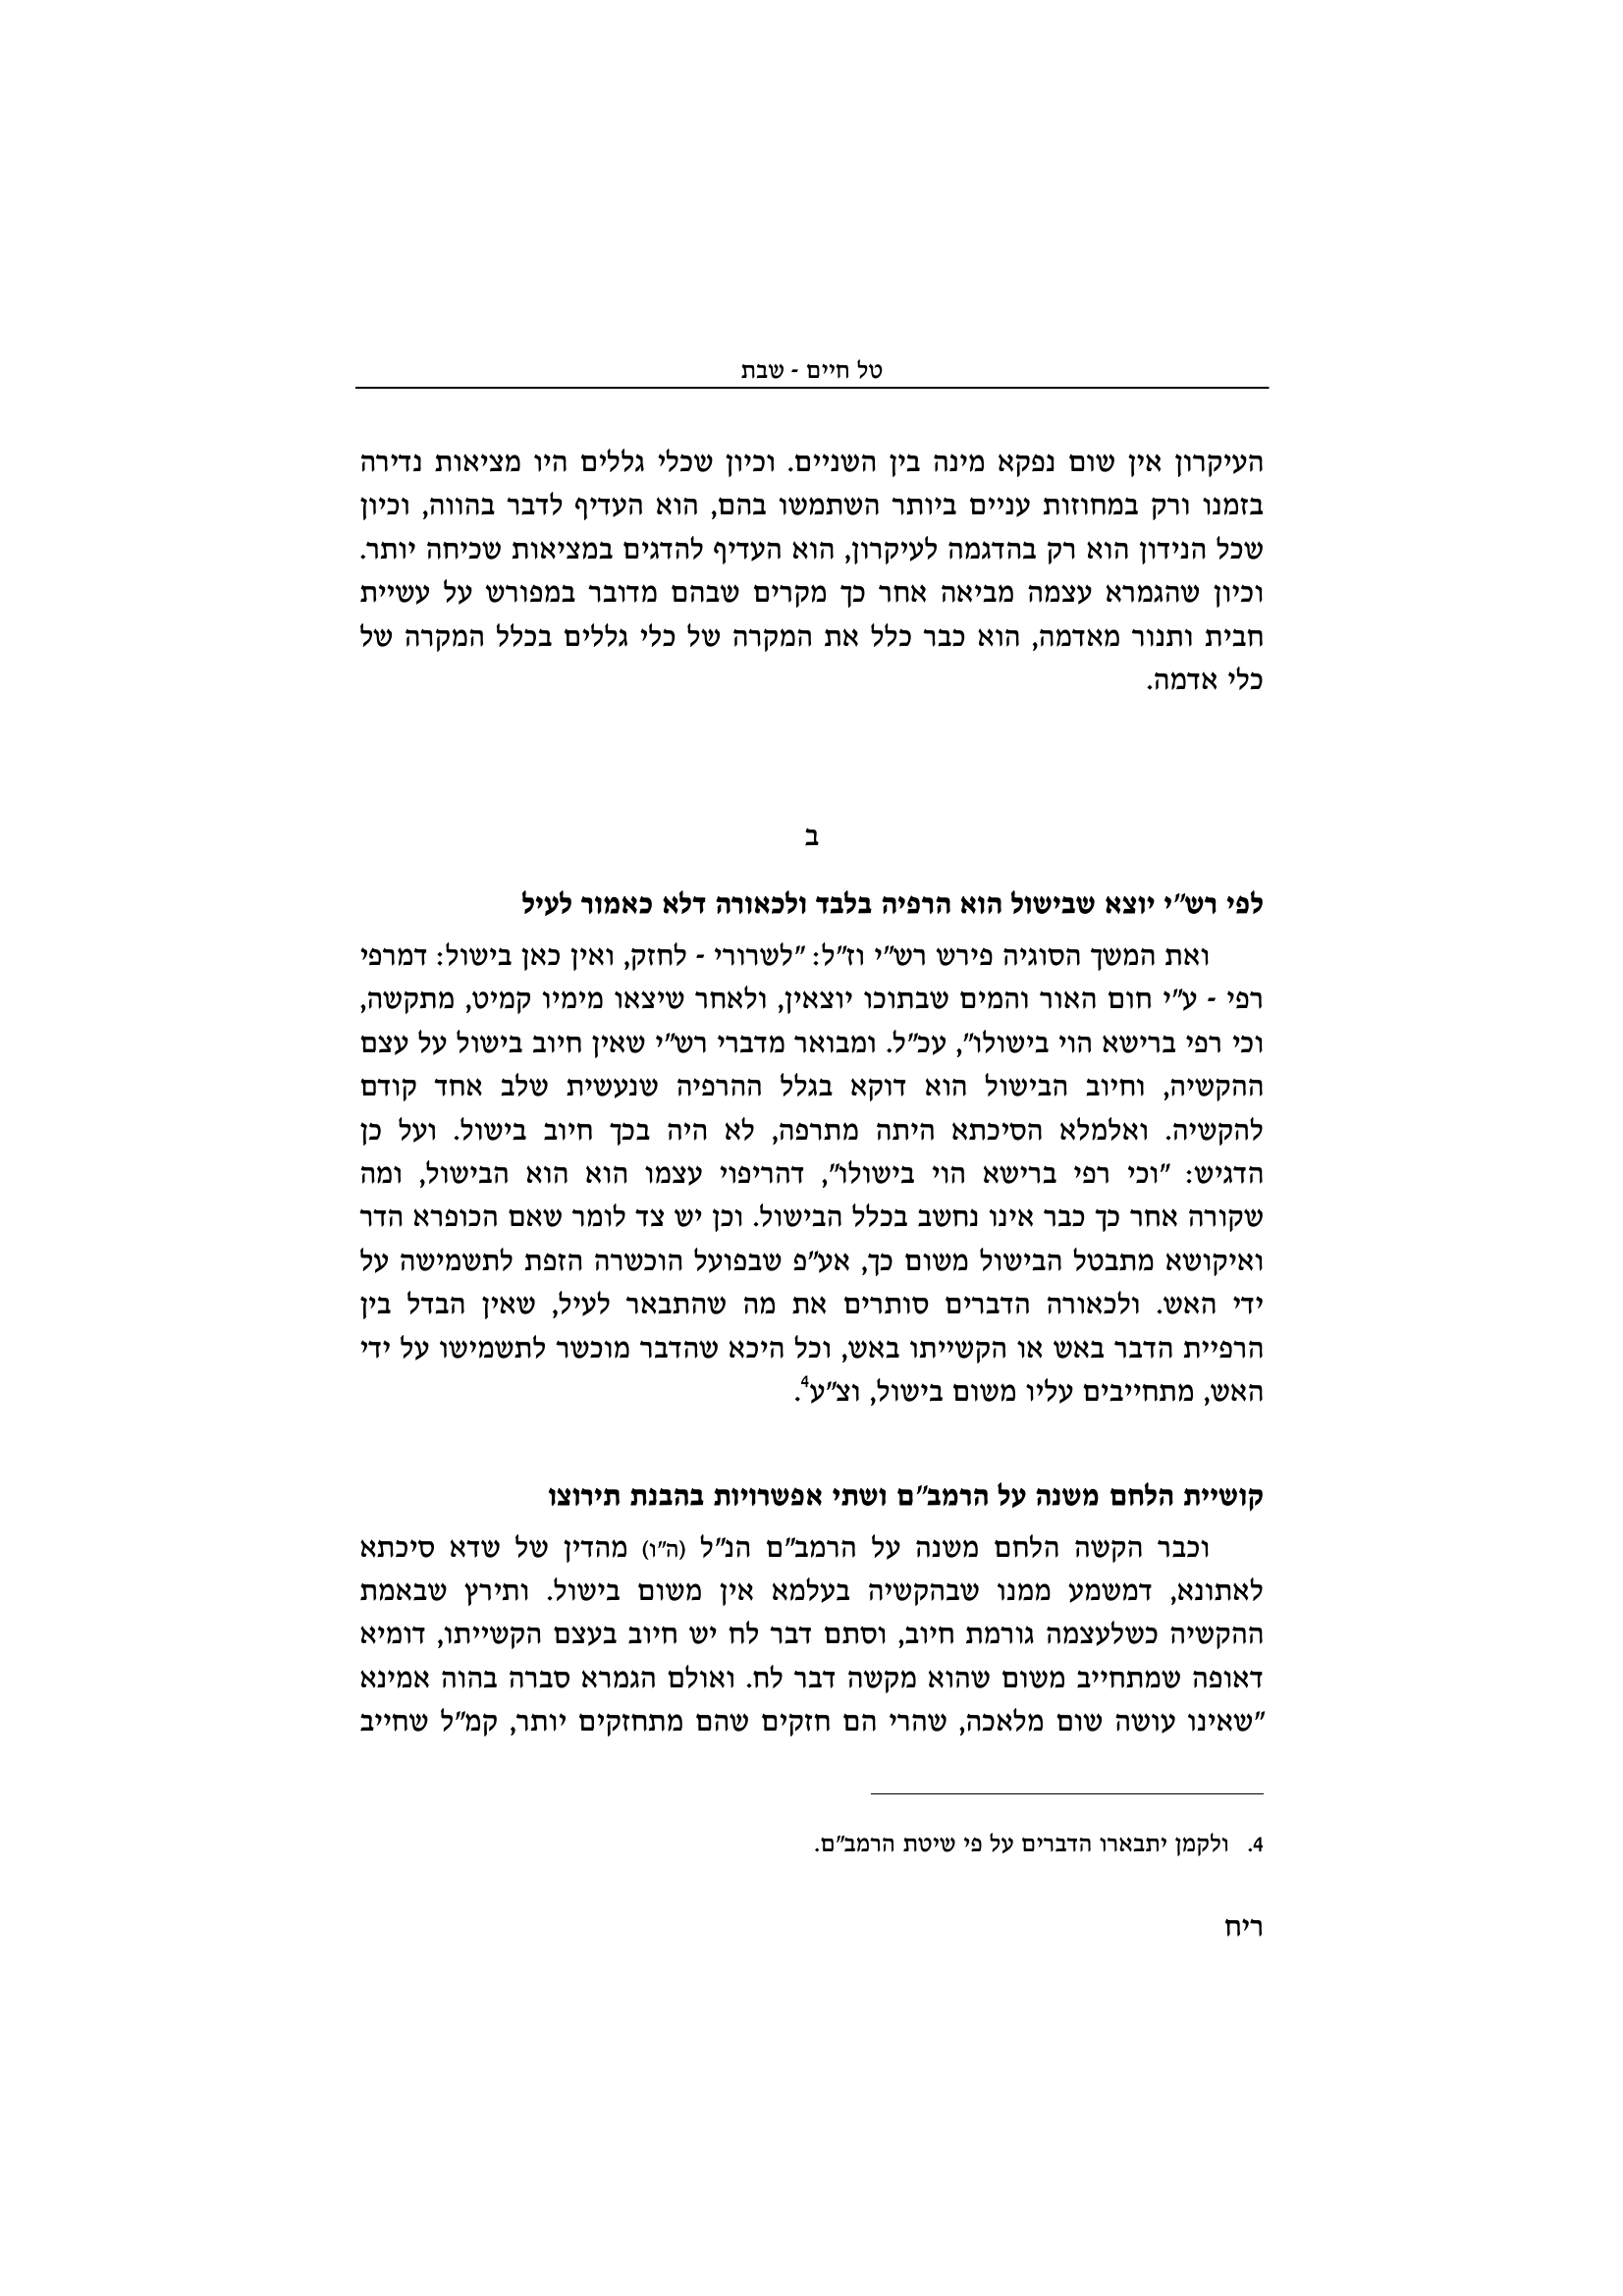 טל חיים - שבת
העיקרון אין שום נפקא מינה בין השניים. וכיון שכלי גללים היו מציאות נדירה
בזמנו ורק במחוזות עניים ביותר השתמשו בהם, הוא העדיף לדבר בהווה, וכיון
שכל הנידון הוא רק בהדגמה לעיקרון, הוא העדיף להדגים במציאות שכיחה יותר.
וכיון שהגמרא עצמה מביאה אחר כך מקרים שבהם מדובר במפורש על עשיית
חבית ותנור מאדמה, הוא כבר כלל את המקרה של כלי גללים בכלל המקרה של
כלי אדמה.
ב
לפי רש"י יוצא שבישול הוא הרפיה בלבד ולכאורה דלא כאמור לעיל
ואת המשך הסוגיה פירש רש"י וז"ל: "לשרורי - לחזק, ואין כאן בישול: דמרפי
רפי - ע"י חום האור והמים שבתוכו יוצאין, ולאחר שיצאו מימיו קמיט, מתקשה,
וכי רפי ברישא הוי בישולו", עכ"ל. ומבואר מדברי רש"י שאין חיוב בישול על עצם
ההקשיה, וחיוב הבישול הוא דוקא בגלל ההרפיה שנעשית שלב אחד קודם
להקשיה. ואלמלא הסיכתא היתה מתרפה, לא היה בכך חיוב בישול. ועל כן
הדגיש: "וכי רפי ברישא הוי בישולו", דהריפוי עצמו הוא הוא הבישול, ומה
שקורה אחר כך כבר אינו נחשב בכלל הבישול. וכן יש צד לומר שאם הכופרא הדר
ואיקושא מתבטל הבישול משום כך, אע"פ שבפועל הוכשרה הזפת לתשמישה על
ידי האש. ולכאורה הדברים סותרים את מה שהתבאר לעיל, שאין הבדל בין
הרפיית הדבר באש או הקשייתו באש, וכל היכא שהדבר מוכשר לתשמישו על ידי
האש, מתחייבים עליו משום בישול, וצ"ע4.
קושיית הלחם משנה על הרמב"ם ושתי אפשרויות בהבנת תירוצו
וכבר הקשה הלחם משנה על הרמב"ם הנ"ל (ה"ו) מהדין של שדא סיכתא
לאתונא, דמשמע ממנו שבהקשיה בעלמא אין משום בישול. ותירץ שבאמת
ההקשיה כשלעצמה גורמת חיוב, וסתם דבר לח יש חיוב בעצם הקשייתו, דומיא
דאופה שמתחייב משום שהוא מקשה דבר לח. ואולם הגמרא סברה בהוה אמינא
"שאינו עושה שום מלאכה, שהרי הם חזקים שהם מתחזקים יותר, קמ"ל שחייב
4. ולקמן יתבארו הדברים על פי שיטת הרמב"ם.
ריח